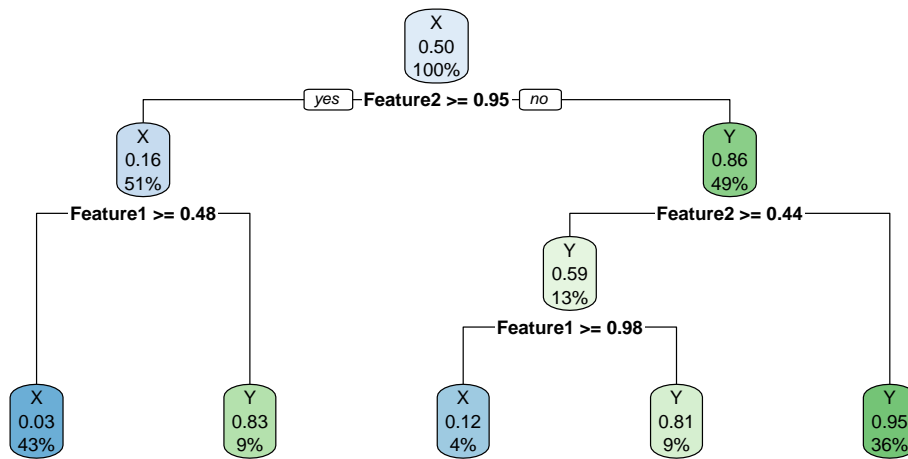 X
0.50
100%
yes Feature2 >= 0.95 no
X
0.16
51%
Y
0.86
49%
Feature1 >= 0.48
Feature2 >= 0.44
Y
0.59
13%
Feature1 >= 0.98
X
0.03
43%
Y
0.83
9%
X
0.12
4%
Y
0.81
9%
Y
0.95
36%